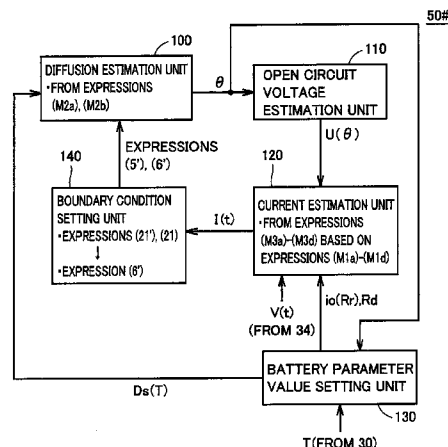 50#
100
DIFFUSION ESTIMATION UNIT
・FROM EXPRESSIONS
(M2a), (M2b)
θ
110
OPEN CIRCUIT
VOLTAGE
ESTIMATION UNIT
U(θ)
EXPRESSIONS
(5'), (6')
140
BOUNDARY CONDITION
SETTING UNIT
・EXPRESSIONS (21'), (21)
↓
・EXPRESSION (6')
I(t)
120
CURRENT ESTIMATION UNIT
・FROM EXPRESSIONS
(M3a)-(M3d) BASED ON
EXPRESSIONS (M1a)-(M1d)
V(t)
(FROM 34)
io(Rr),Rd
Ds(T)
BATTERY PARAMETER
VALUE SETTING UNIT
130
T(FROM 30)